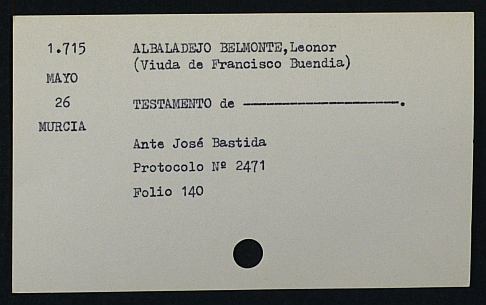 1.715 ALBALADEJO BELMONTE,Leonor
(Viuda de Francisco Buendia)
MAYO
26 TESTAMENTO de ————————————.
MURCIA
Ante José Bastida
Protocolo Nº 2471
Folio 140